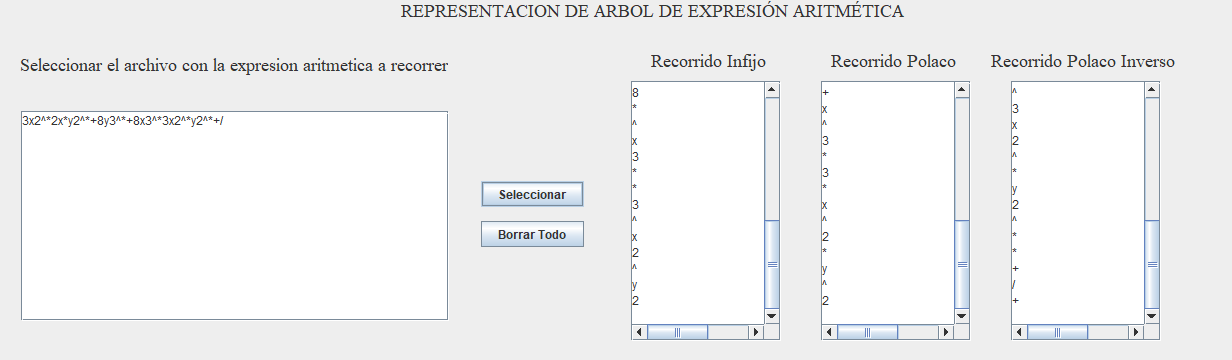 REPRESENTACION DE ARBOL DE EXPRESIÓN ARITMÉTICA
Seleccionar el archivo con la expresion aritmetica a recorrer
3x2^*2x*y2^*+8y3^*+8x3^*3x2^*y2^*+/
Seleccionar
Borrar Todo
Recorrido Infijo
8
*
^
x
3
*
*
3
^
x
2
^
y
2
Recorrido Polaco
+
x
^
3
*
3
*
x
^
2
*
y
^
2
Recorrido Polaco Inverso
^
3
x
2
^
*
y
2
^
*
*
+
/
+